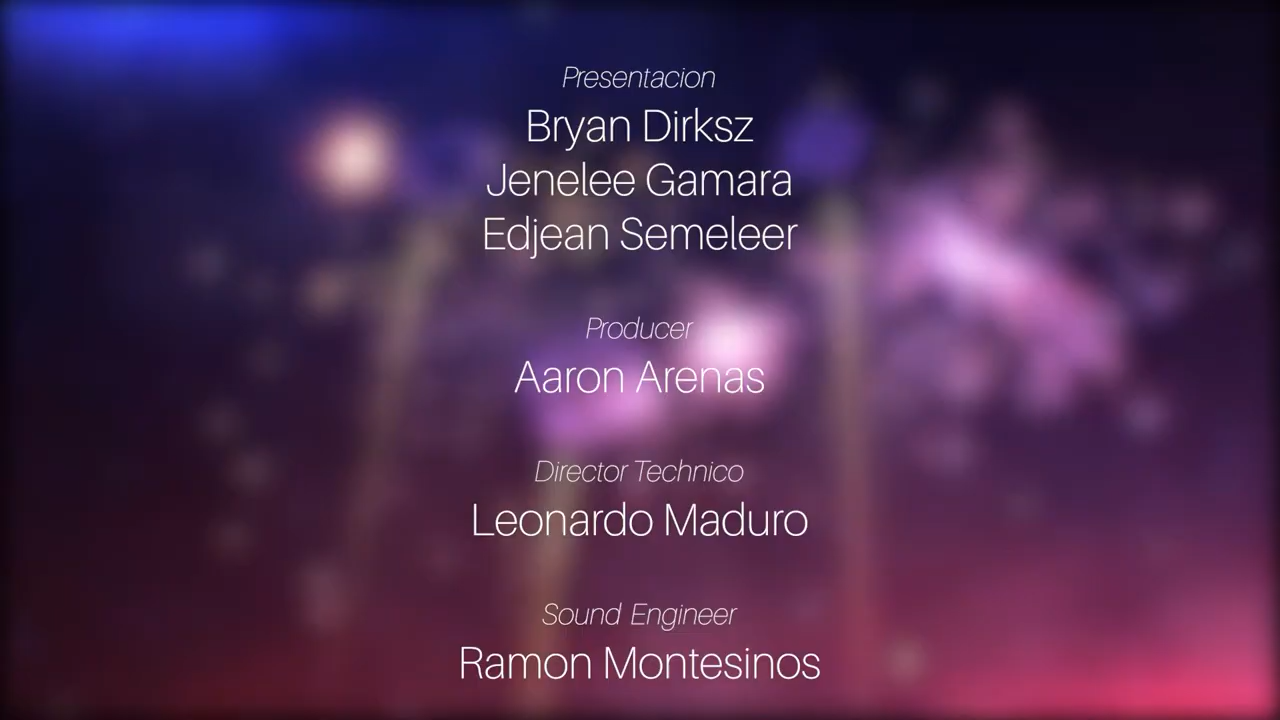 Presentacion
Bryan Dirksz
Jenelee Gamara
Edjean Semeleer
Producer
Aaron Arenas
Director Technico
Leonardo Maduro
Sound Engineer
Ramon Montesinos